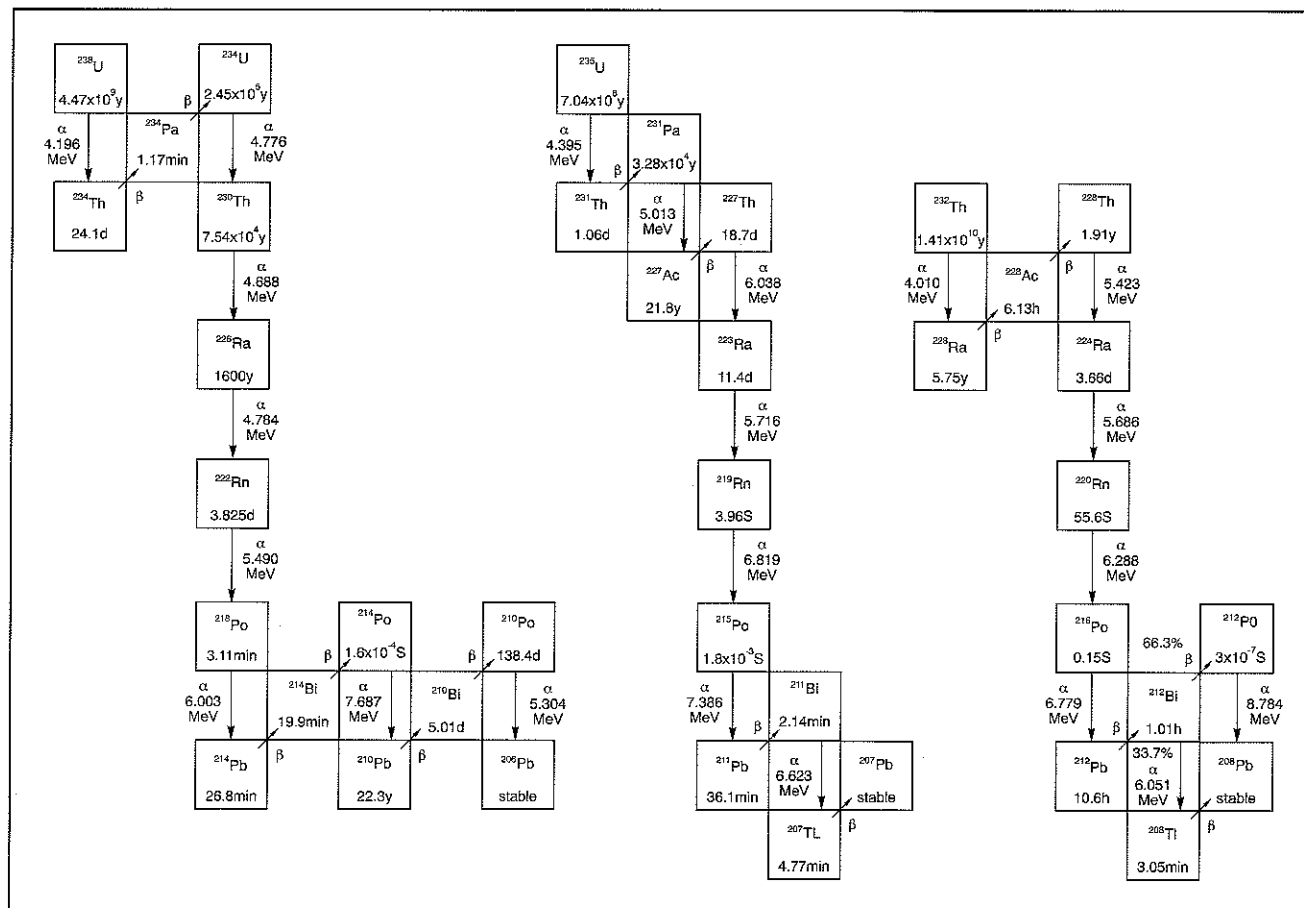 ²³⁸U
4.47x10⁹y
β
²³⁴U
2.45x10⁵y
α
4.196
MeV
²³⁴Pa
1.17min
α
4.776
MeV
²³⁴Th
24.1d
β
²³⁰Th
7.54x10⁴y
α
4.688
MeV
²²⁶Ra
1600y
α
4.784
MeV
²²²Rn
3.825d
α
5.490
MeV
²¹⁸Po
3.11min
β
²¹⁴Po
1.6x10⁻⁴S
β
²¹⁰Po
138.4d
α
6.003
MeV
²¹⁴Bi
19.9min
α
7.687
MeV
²¹⁰Bi
5.01d
α
5.304
MeV
²¹⁴Pb
26.8min
β
²¹⁰Pb
22.3y
β
²⁰⁶Pb
stable
²³⁵U
7.04x10⁸y
α
4.395
MeV
²³¹Pa
3.28x10⁴y
β
²³¹Th
1.06d
α
5.013
MeV
²²⁷Th
18.7d
β
²²⁷Ac
21.8y
α
6.038
MeV
²²³Ra
11.4d
α
5.716
MeV
²¹⁹Rn
3.96S
α
6.819
MeV
²¹⁵Po
1.8x10⁻³S
α
7.386
MeV
²¹¹Bi
2.14min
β
²¹¹Pb
36.1min
α
6.623
MeV
²⁰⁷Pb
stable
β
²⁰⁷TL
4.77min
²³²Th
1.41x10¹⁰y
²²⁸Th
1.91y
β
α
4.010
MeV
²²⁸Ac
6.13h
α
5.423
MeV
²²⁸Ra
5.75y
β
²²⁴Ra
3.66d
α
5.686
MeV
²²⁰Rn
55.6S
α
6.288
MeV
²¹⁶Po
0.15S
66.3%
β
²¹²P0
3x10⁻⁷S
α
6.779
MeV
²¹²Bi
1.01h
α
8.784
MeV
²¹²Pb
10.6h
β
33.7%
α
6.051
MeV
²⁰⁸Pb
stable
β
²⁰⁸Tl
3.05min